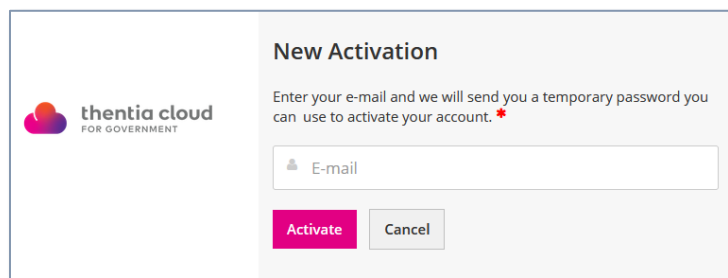 thentia cloud
FOR GOVERNMENT
New Activation
Enter your e-mail and we will send you a temporary password you
can use to activate your account. *
E-mail
Activate
Cancel